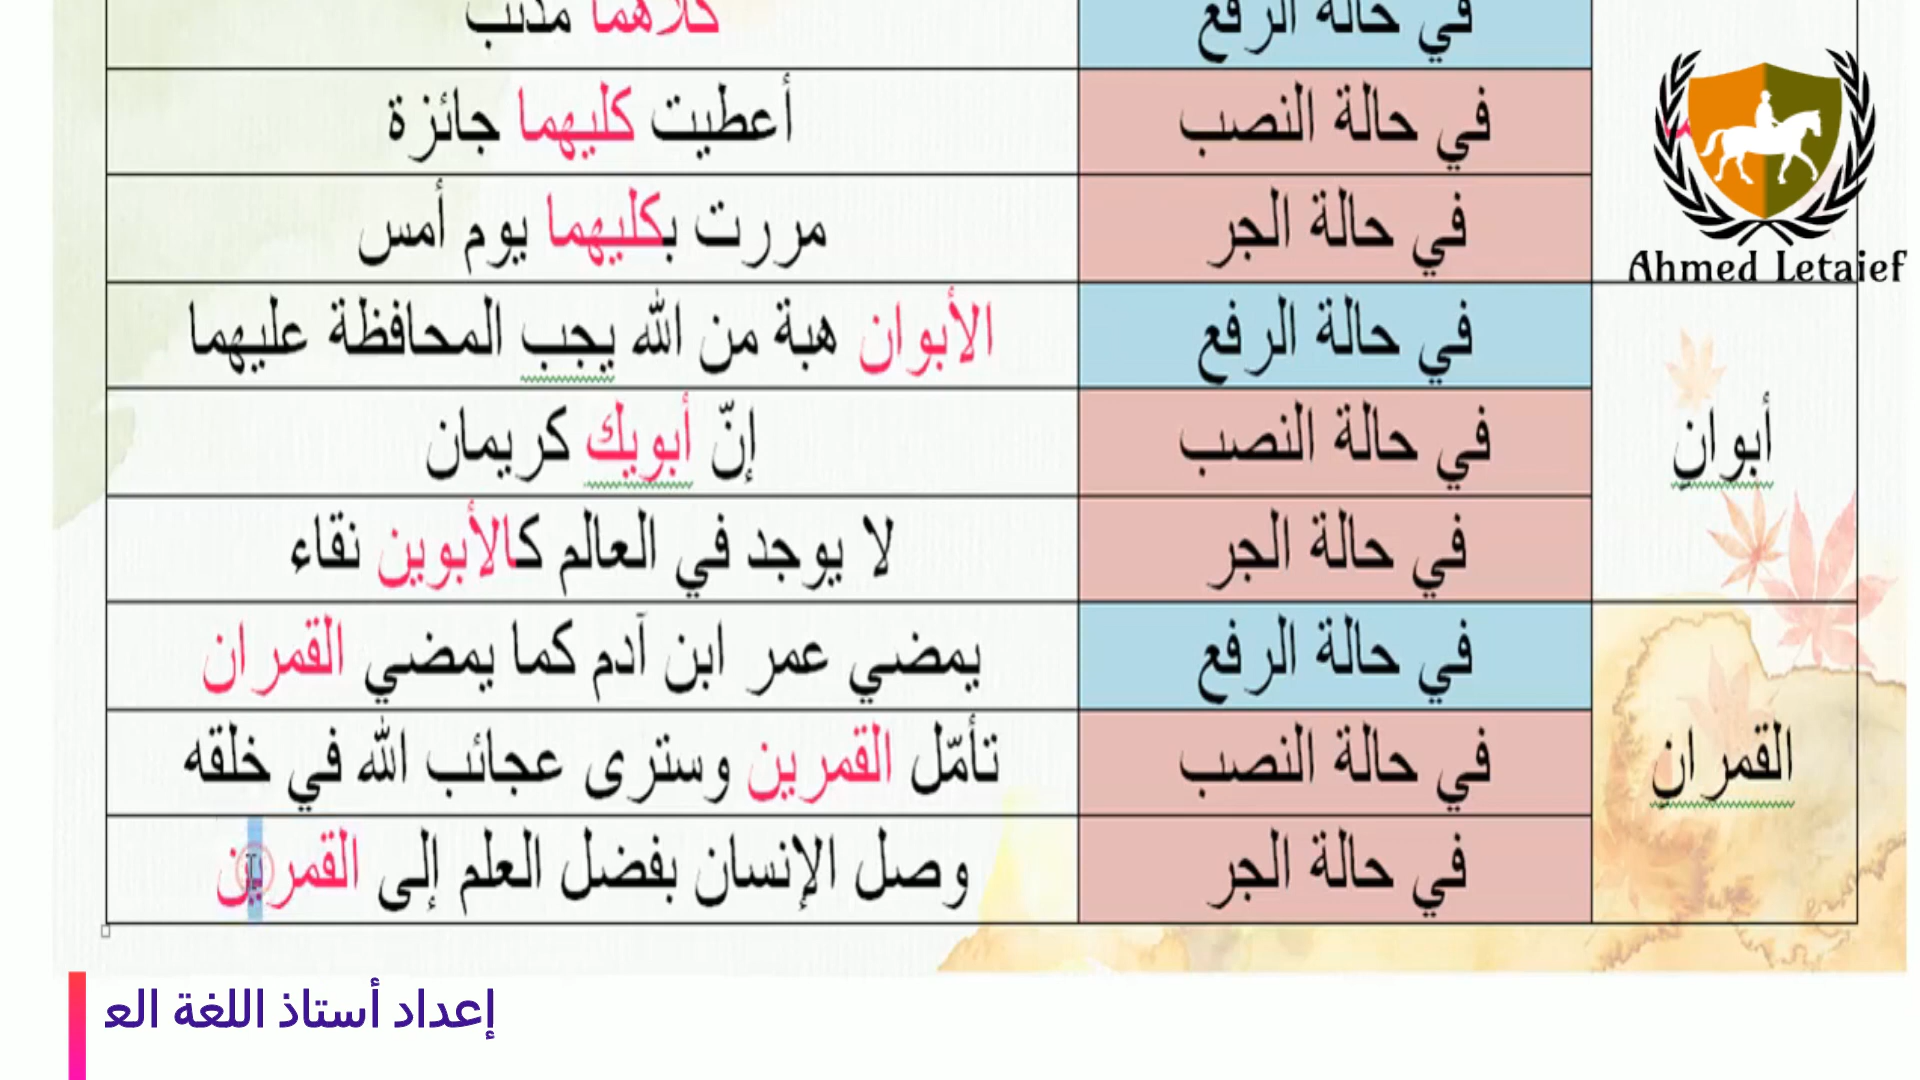 في حالة الرفع كلاهما مذنب
في حالة النصب أعطيت كليهما جائزة
في حالة الجر مررت بكليهما يوم أمس
Ahmed Letaief
في حالة الرفع الأبوان هبة من الله يجب المحافظة عليهما
أبوانِ في حالة النصب إنّ أبويك كريمان
في حالة الجر لا يوجد في العالم كالأبوين نقاء
في حالة الرفع يمضي عمر ابن آدم كما يمضي القمران
القمرانِ في حالة النصب تأمّل القمرين وسترى عجائب الله في خلقه
في حالة الجر وصل الإنسان بفضل العلم إلى القمرين
إعداد أستاذ اللغة الع